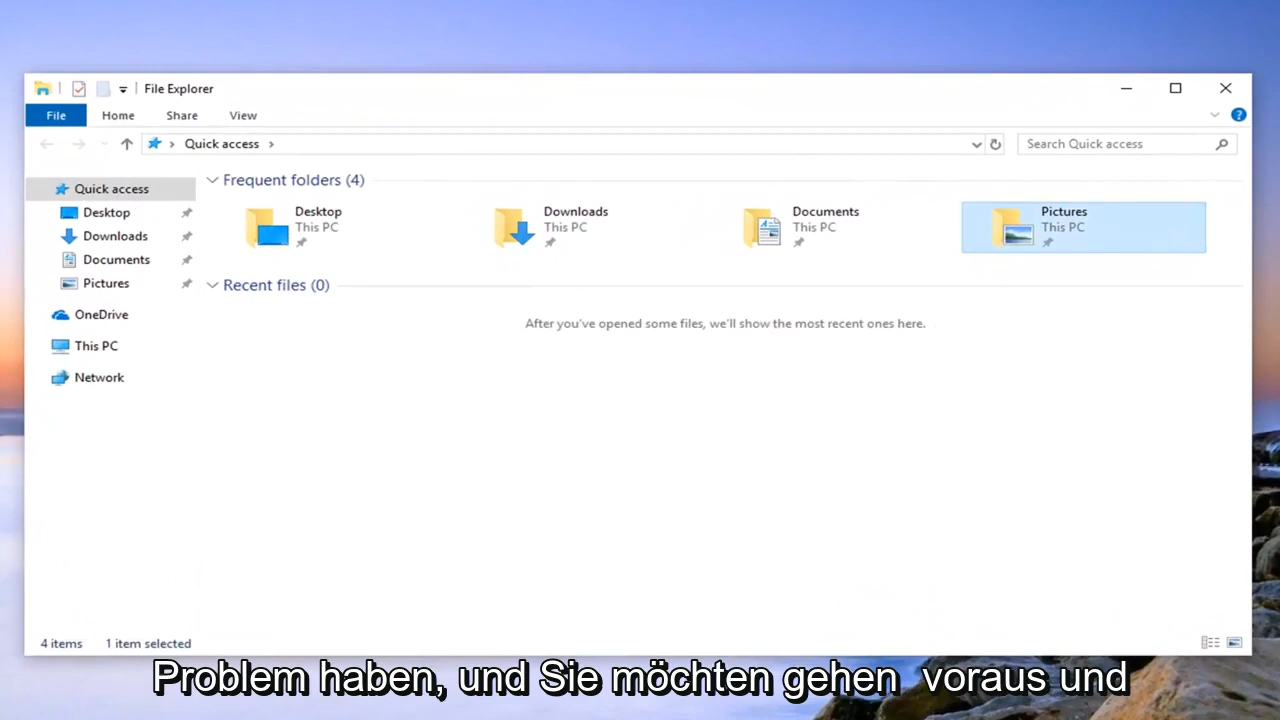 File Explorer
File Home Share View
Quick access
Search Quick access
Quick access
Desktop
Downloads
Documents
Pictures
OneDrive
This PC
Network
Frequent folders (4)
Desktop
This PC
Downloads
This PC
Documents
This PC
Pictures
This PC
Recent files (0)
After you've opened some files, we'll show the most recent ones here.
4 items 1 item selected
Problem haben, und Sie möchten gehen voraus und